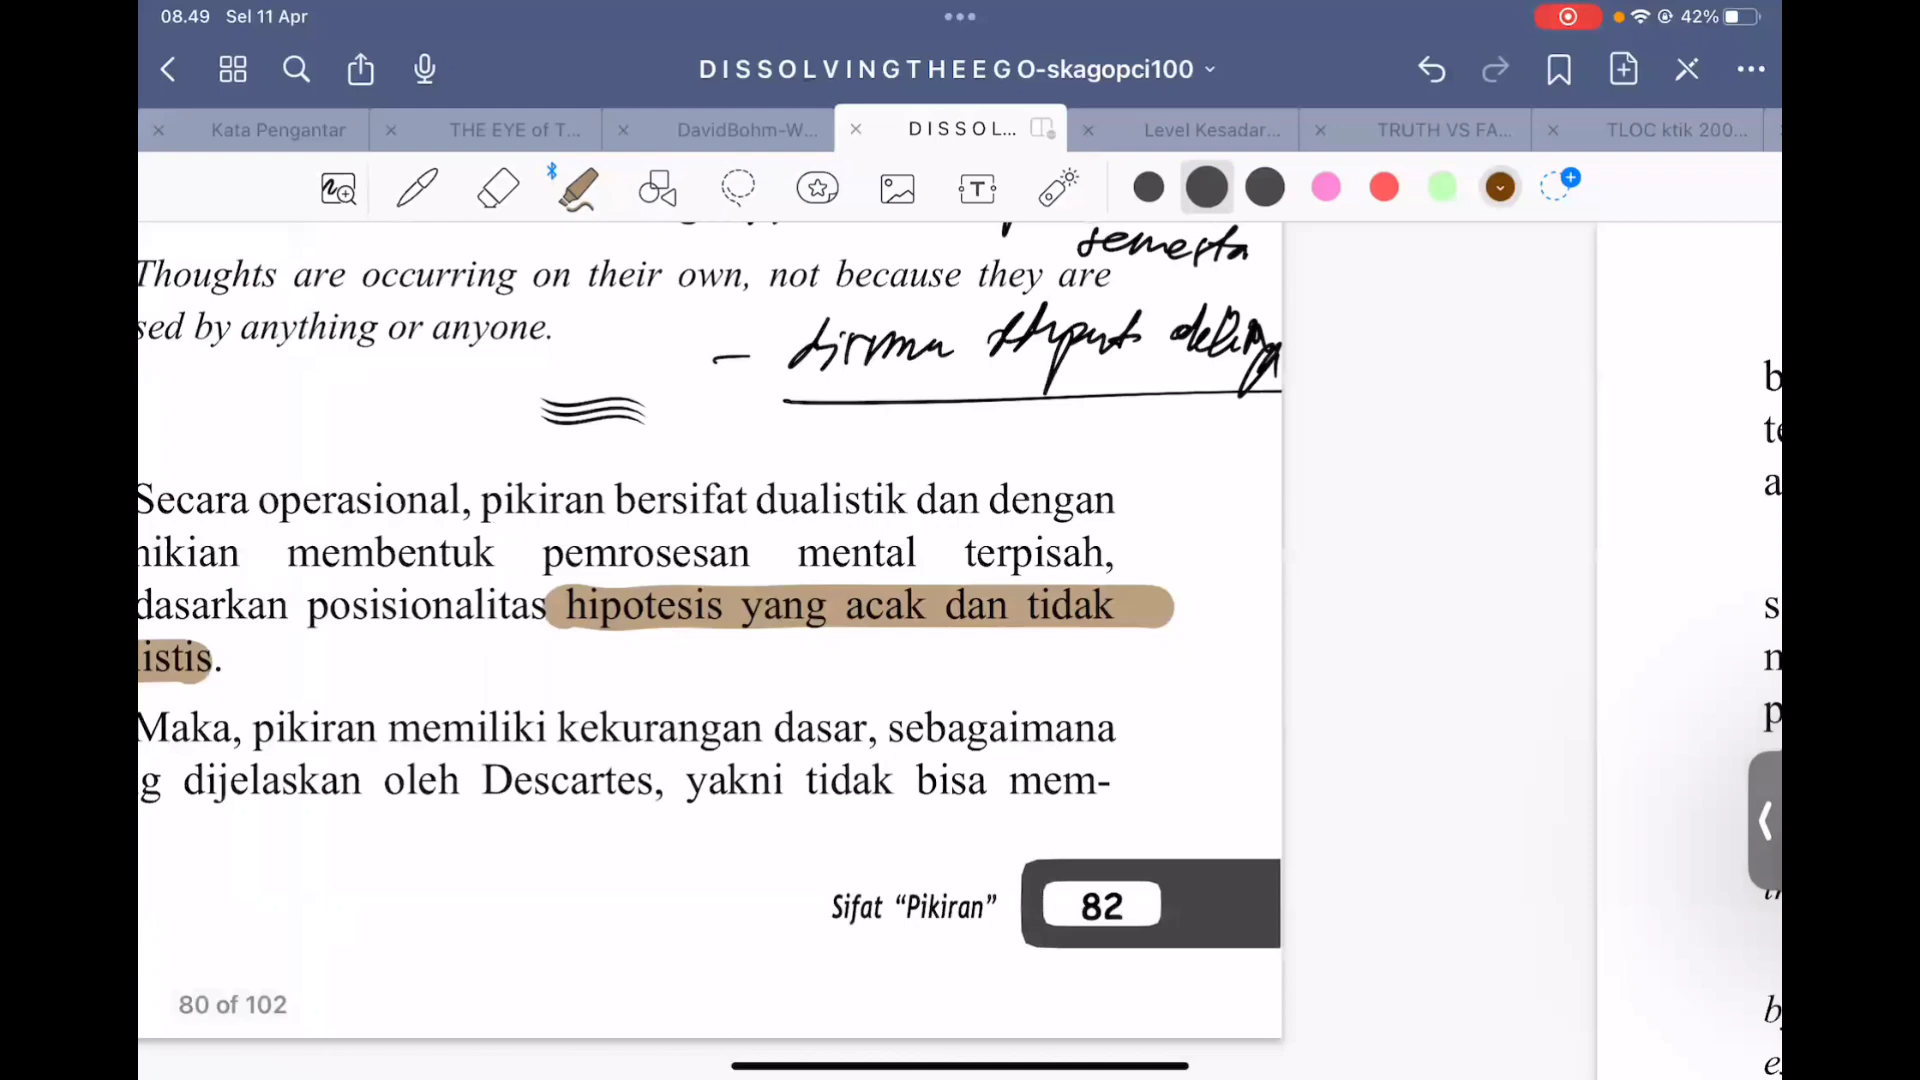 08.49 Sel 11 Apr
42%
D I S S O L V I N G T H E E G O-skagopci100
Kata Pengantar
THE EYE of T...
DavidBohm-W...
D I S S O L...
Level Kesadar...
TRUTH VS FA...
TLOC ktik 200...
semesta
Thoughts are occurring on their own, not because they are
sed by anything or anyone.
Secara operasional, pikiran bersifat dualistik dan dengan
nikian membentuk pemrosesan mental terpisah,
dasarkan posisionalitas hipotesis yang acak dan tidak
listis.
Maka, pikiran memiliki kekurangan dasar, sebagaimana
g dijelaskan oleh Descartes, yakni tidak bisa mem-
Sifat “Pikiran” 82
80 of 102
b
te
a
s
n
p
b
e